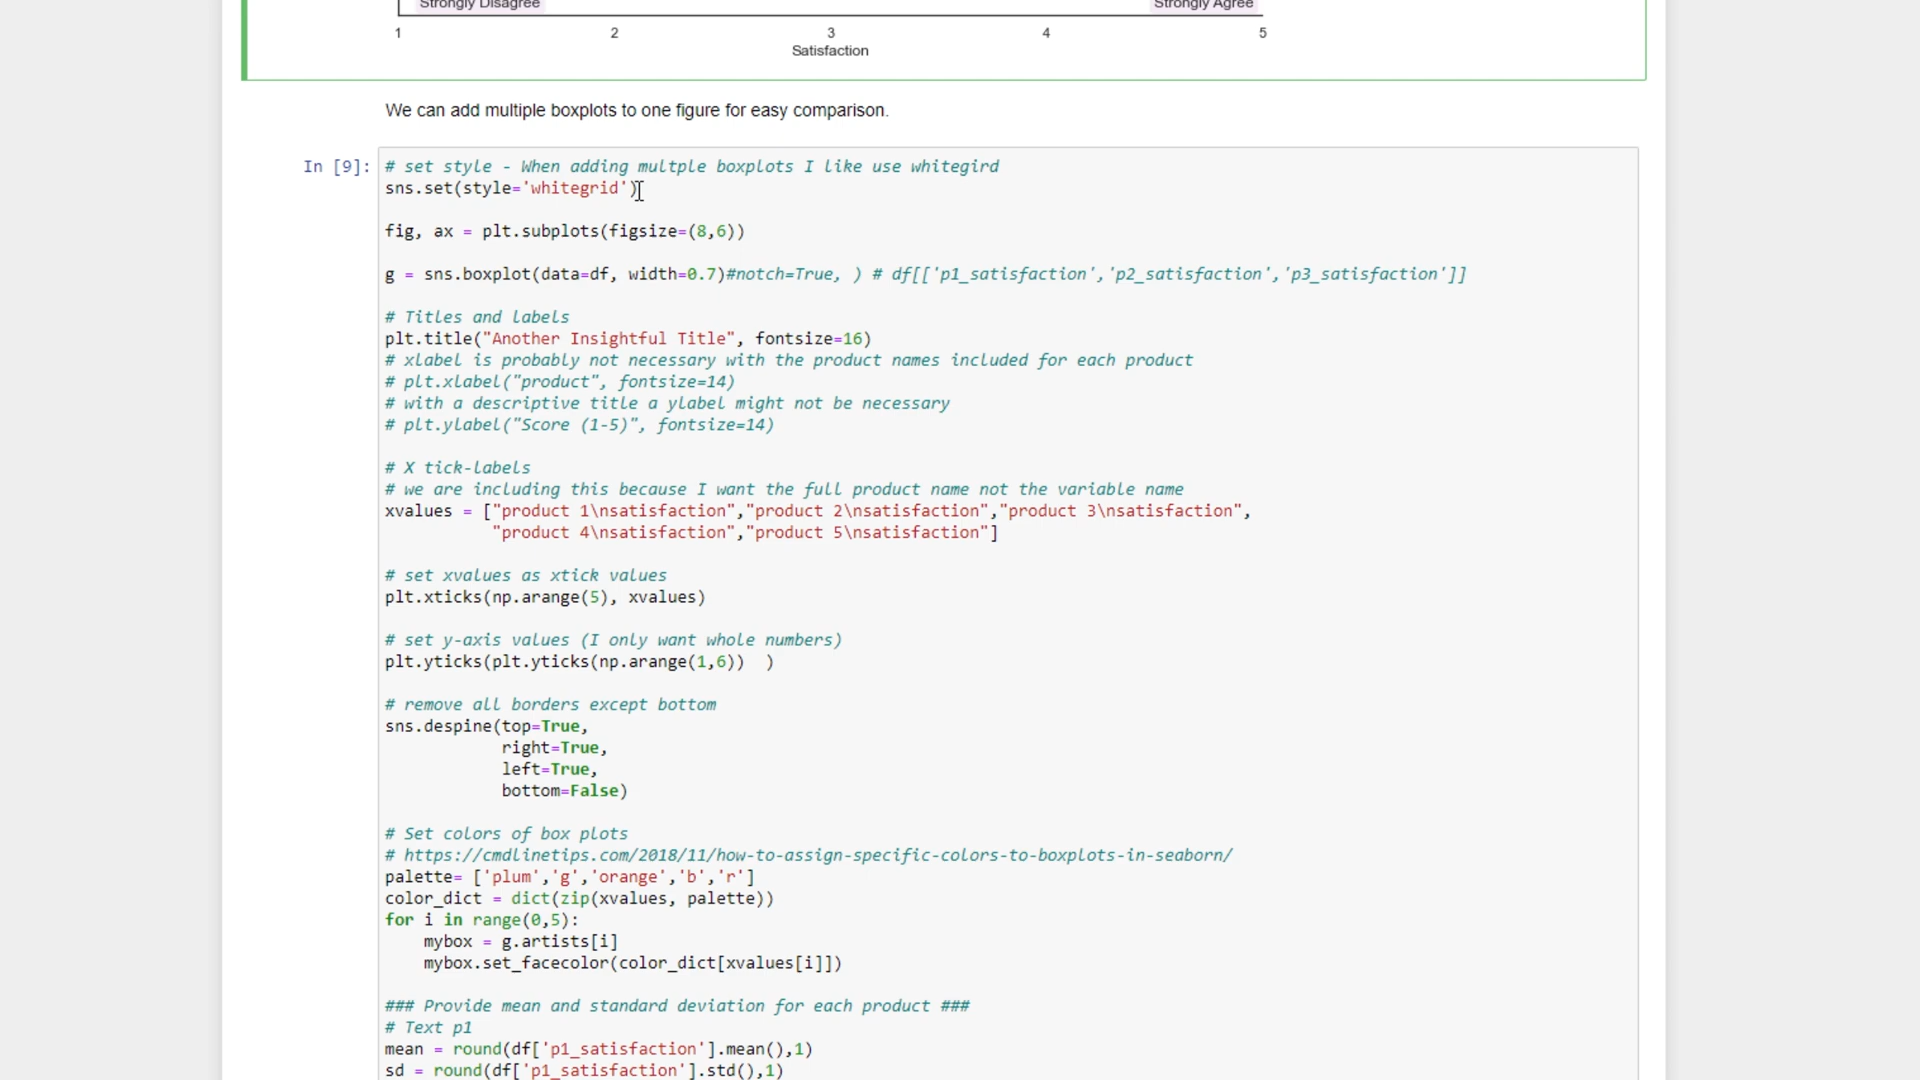 Strongly Disagree Strongly Agree
1 2 3 4 5
Satisfaction
We can add multiple boxplots to one figure for easy comparison.
In [9]:
# set style - When adding multple boxplots I like use whitegird
sns.set(style='whitegrid')
fig, ax = plt.subplots(figsize=(8,6))
g = sns.boxplot(data=df, width=0.7)#notch=True, ) # df[['p1_satisfaction','p2_satisfaction','p3_satisfaction']]
# Titles and labels
plt.title("Another Insightful Title", fontsize=16)
# xlabel is probably not necessary with the product names included for each product
# plt.xlabel("product", fontsize=14)
# with a descriptive title a ylabel might not be necessary
# plt.ylabel("Score (1-5)", fontsize=14)
# X tick-labels
# we are including this because I want the full product name not the variable name
xvalues = ["product 1\nsatisfaction","product 2\nsatisfaction","product 3\nsatisfaction",
"product 4\nsatisfaction","product 5\nsatisfaction"]
# set xvalues as xtick values
plt.xticks(np.arange(5), xvalues)
# set y-axis values (I only want whole numbers)
plt.yticks(plt.yticks(np.arange(1,6))  )
# remove all borders except bottom
sns.despine(top=True,
right=True,
left=True,
bottom=False)
# Set colors of box plots
# https://cmdlinetips.com/2018/11/how-to-assign-specific-colors-to-boxplots-in-seaborn/
palette= ['plum','g','orange','b','r']
color_dict = dict(zip(xvalues, palette))
for i in range(0,5):
mybox = g.artists[i]
mybox.set_facecolor(color_dict[xvalues[i]])
### Provide mean and standard deviation for each product ###
# Text p1
mean = round(df['p1_satisfaction'].mean(),1)
sd = round(df['p1_satisfaction'].std(),1)